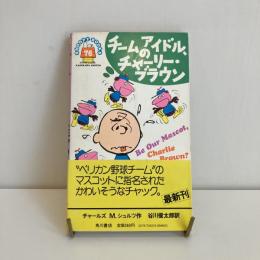 SNOOPY BOOKS
76
チームアイドル、
の
チャーリー・
ブラウン
Be Our Mascot,
Charlie
Brown?
“ペリカン野球チーム”の
マスコットに指名された
かわいそうなチャック。
最新刊
チャールズ M.シュルツ作 谷川俊太郎訳
角川書店